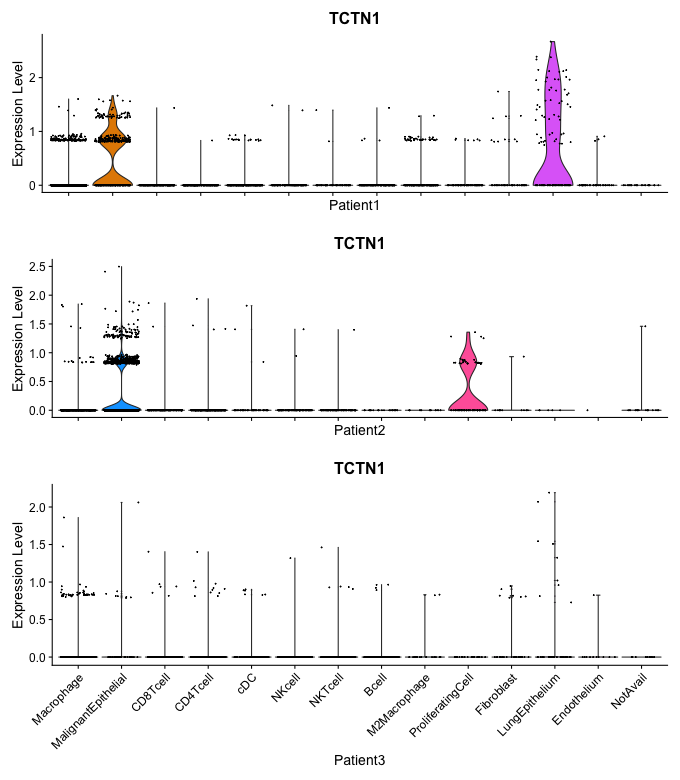 TCTN1
Expression Level
2
1
0
Patient1
TCTN1
Expression Level
2.5
2.0
1.5
1.0
0.5
0.0
Patient2
TCTN1
Expression Level
2.0
1.5
1.0
0.5
0.0
Macrophage
MalignantEpithelial
CD8Tcell
CD4Tcell
cDC
NKcell
NKTcell
Bcell
M2Macrophage
ProliferatingCell
Fibroblast
LungEpithelium
Endothelium
NotAvail
Patient3